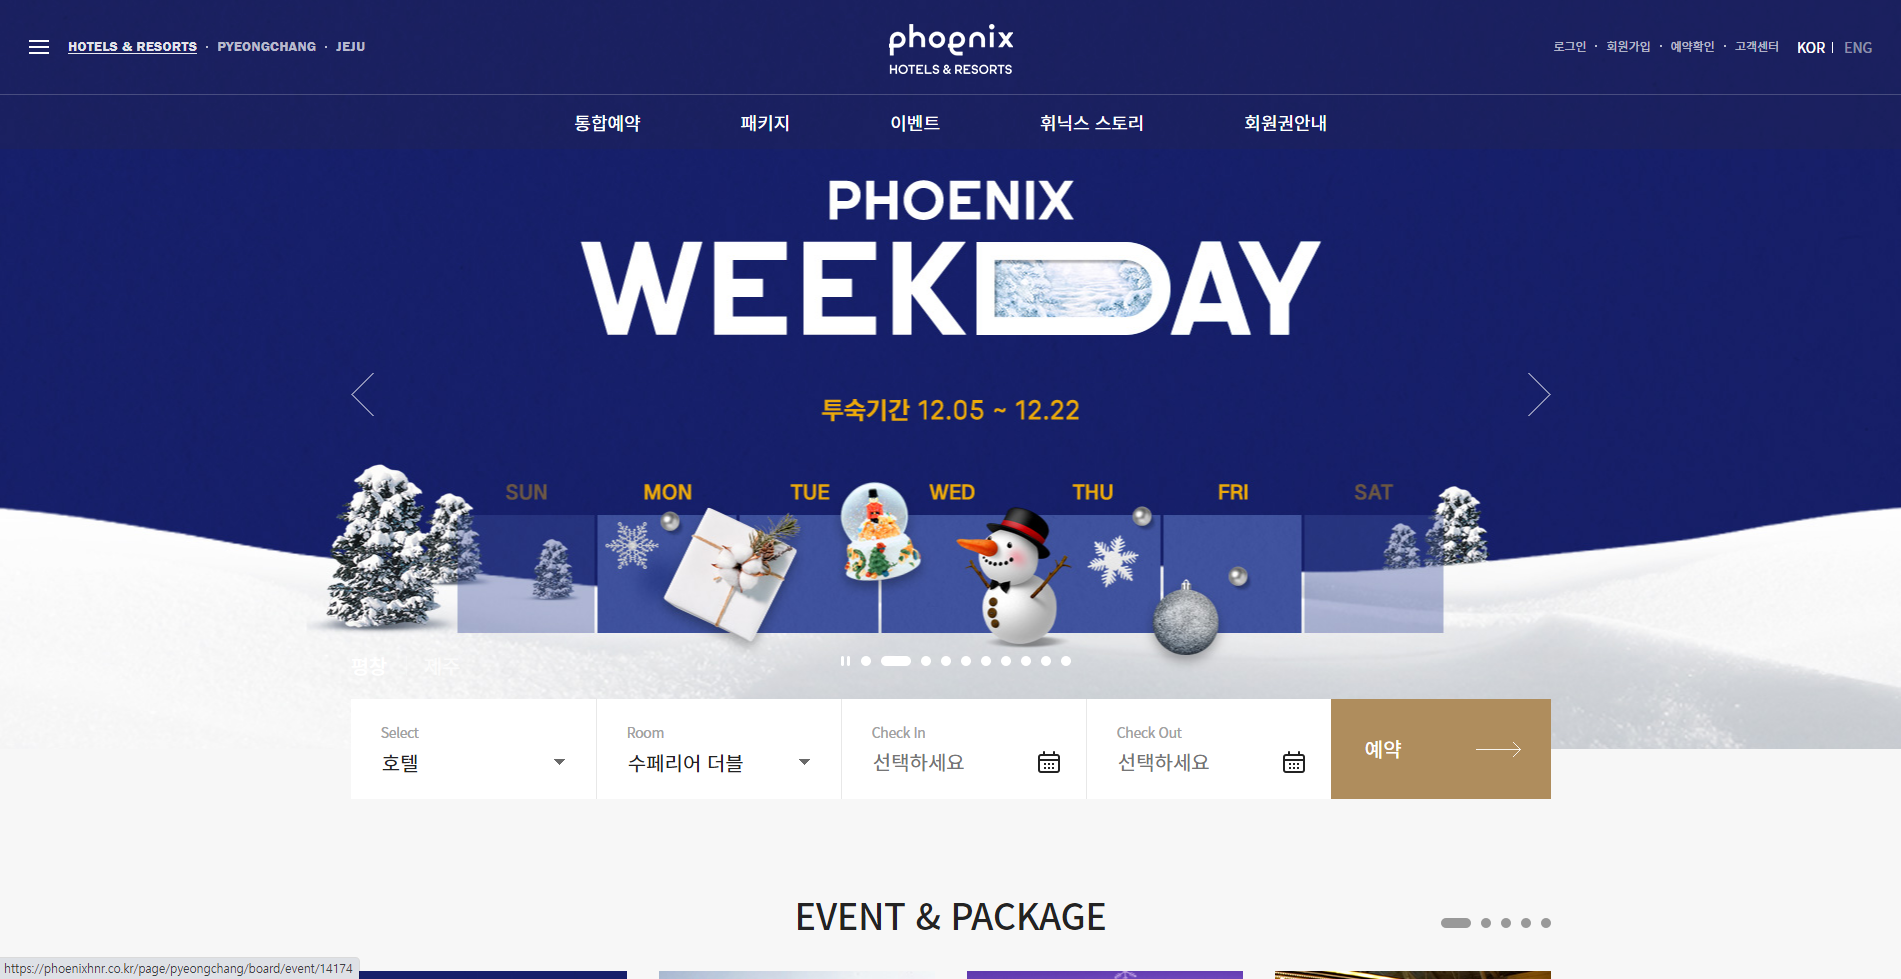 HOTELS & RESORTS · PYEONGCHANG · JEJU
phoenix
HOTELS & RESORTS
로그인 · 회원가입 · 예약확인 · 고객센터 KOR | ENG
통합예약 패키지 이벤트 휘닉스 스토리 회원권안내
PHOENIX
WEEKDAY
투숙기간 12.05 ~ 12.22
SUN MON TUE WED THU FRI SAT
평창 제주
Select
호텔
Room
수페리어 더블
Check In
선택하세요
Check Out
선택하세요
예약
EVENT & PACKAGE
https://phoenixhnr.co.kr/page/pyeongchang/board/event/14174